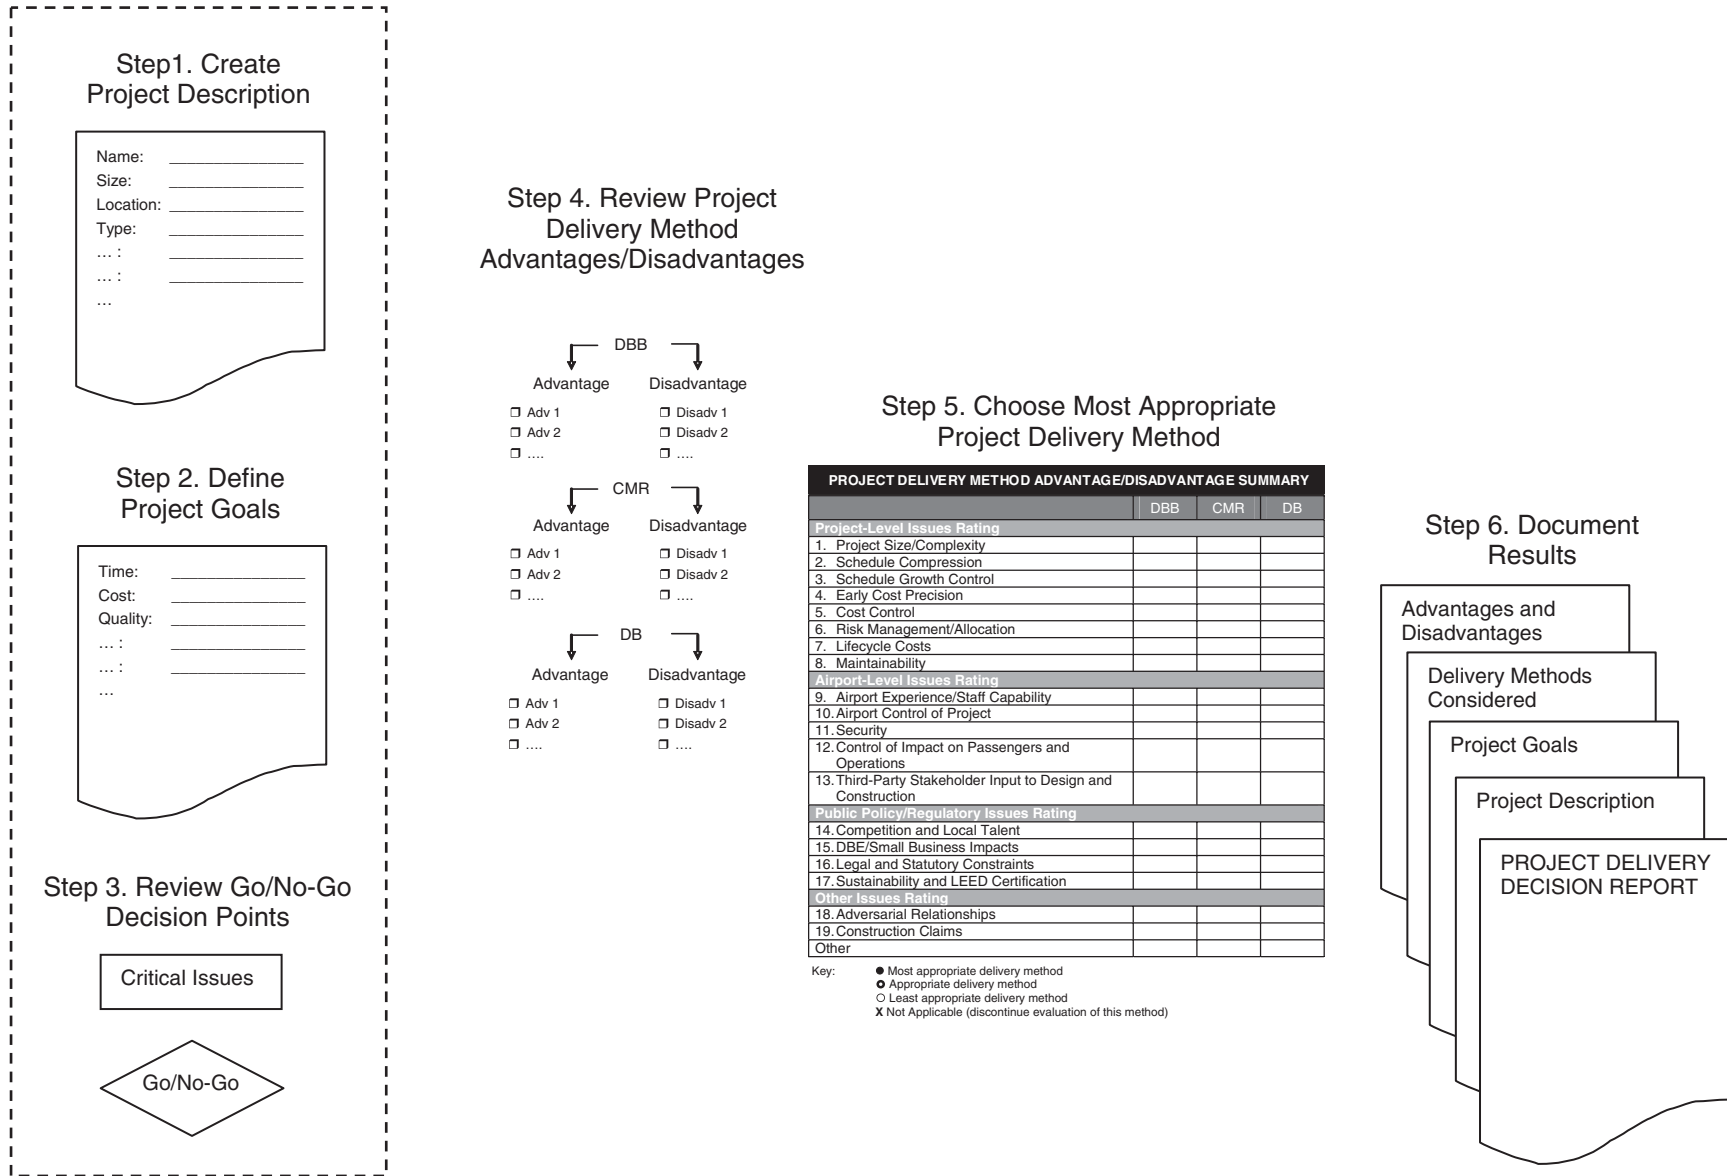 Step1. Create
Project Description
Name: _______________
Size: _______________
Location: _______________
Type: _______________
… : _______________
… : _______________
…
Step 2. Define
Project Goals
Time: _______________
Cost: _______________
Quality: _______________
… : _______________
… : _______________
…
Step 3. Review Go/No-Go
Decision Points
Critical Issues
Go/No-Go
Step 4. Review Project
Delivery Method
Advantages/Disadvantages
DBB
Advantage Disadvantage
❒ Adv 1 ❒ Disadv 1
❒ Adv 2 ❒ Disadv 2
❒ .... ❒ ....
CMR
Advantage Disadvantage
❒ Adv 1 ❒ Disadv 1
❒ Adv 2 ❒ Disadv 2
❒ .... ❒ ....
DB
Advantage Disadvantage
❒ Adv 1 ❒ Disadv 1
❒ Adv 2 ❒ Disadv 2
❒ .... ❒ ....
Step 5. Choose Most Appropriate
Project Delivery Method
PROJECT DELIVERY METHOD ADVANTAGE/DISADVANTAGE SUMMARY
DBB CMR DB
Project-Level Issues Rating
1. Project Size/Complexity
2. Schedule Compression
3. Schedule Growth Control
4. Early Cost Precision
5. Cost Control
6. Risk Management/Allocation
7. Lifecycle Costs
8. Maintainability
Airport-Level Issues Rating
9. Airport Experience/Staff Capability
10. Airport Control of Project
11. Security
12. Control of Impact on Passengers and
Operations
13. Third-Party Stakeholder Input to Design and
Construction
Public Policy/Regulatory Issues Rating
14. Competition and Local Talent
15. DBE/Small Business Impacts
16. Legal and Statutory Constraints
17. Sustainability and LEED Certification
Other Issues Rating
18. Adversarial Relationships
19. Construction Claims
Other
Key: ● Most appropriate delivery method
Appropriate delivery method
○ Least appropriate delivery method
X Not Applicable (discontinue evaluation of this method)
Step 6. Document
Results
Advantages and
Disadvantages
Delivery Methods
Considered
Project Goals
Project Description
PROJECT DELIVERY
DECISION REPORT